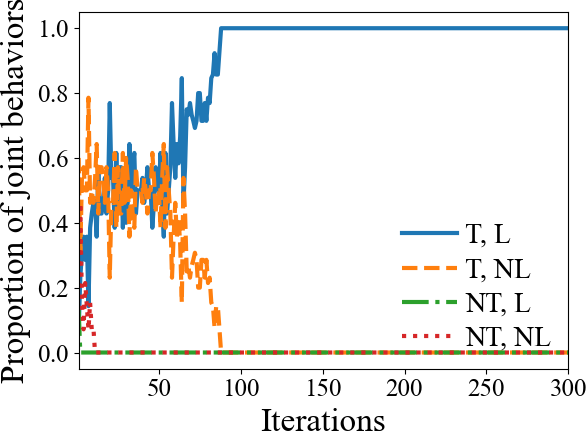 Proportion of joint behaviors
1.0
0.8
0.6
0.4
0.2
0.0
T, L
T, NL
NT, L
NT, NL
50 100 150 200 250 300
Iterations